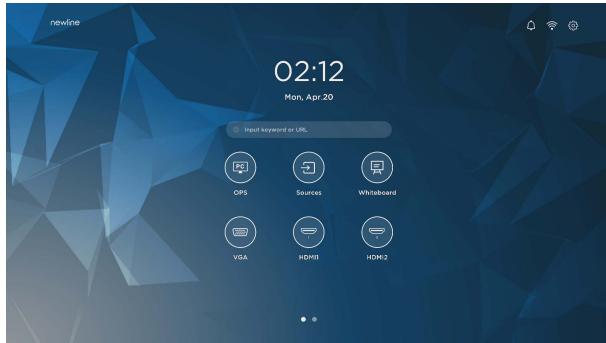 newline
02:12
Mon, Apr.20
Input keyword or URL
PC
OPS
Sources
Whiteboard
VGA
HDMI1
HDMI2